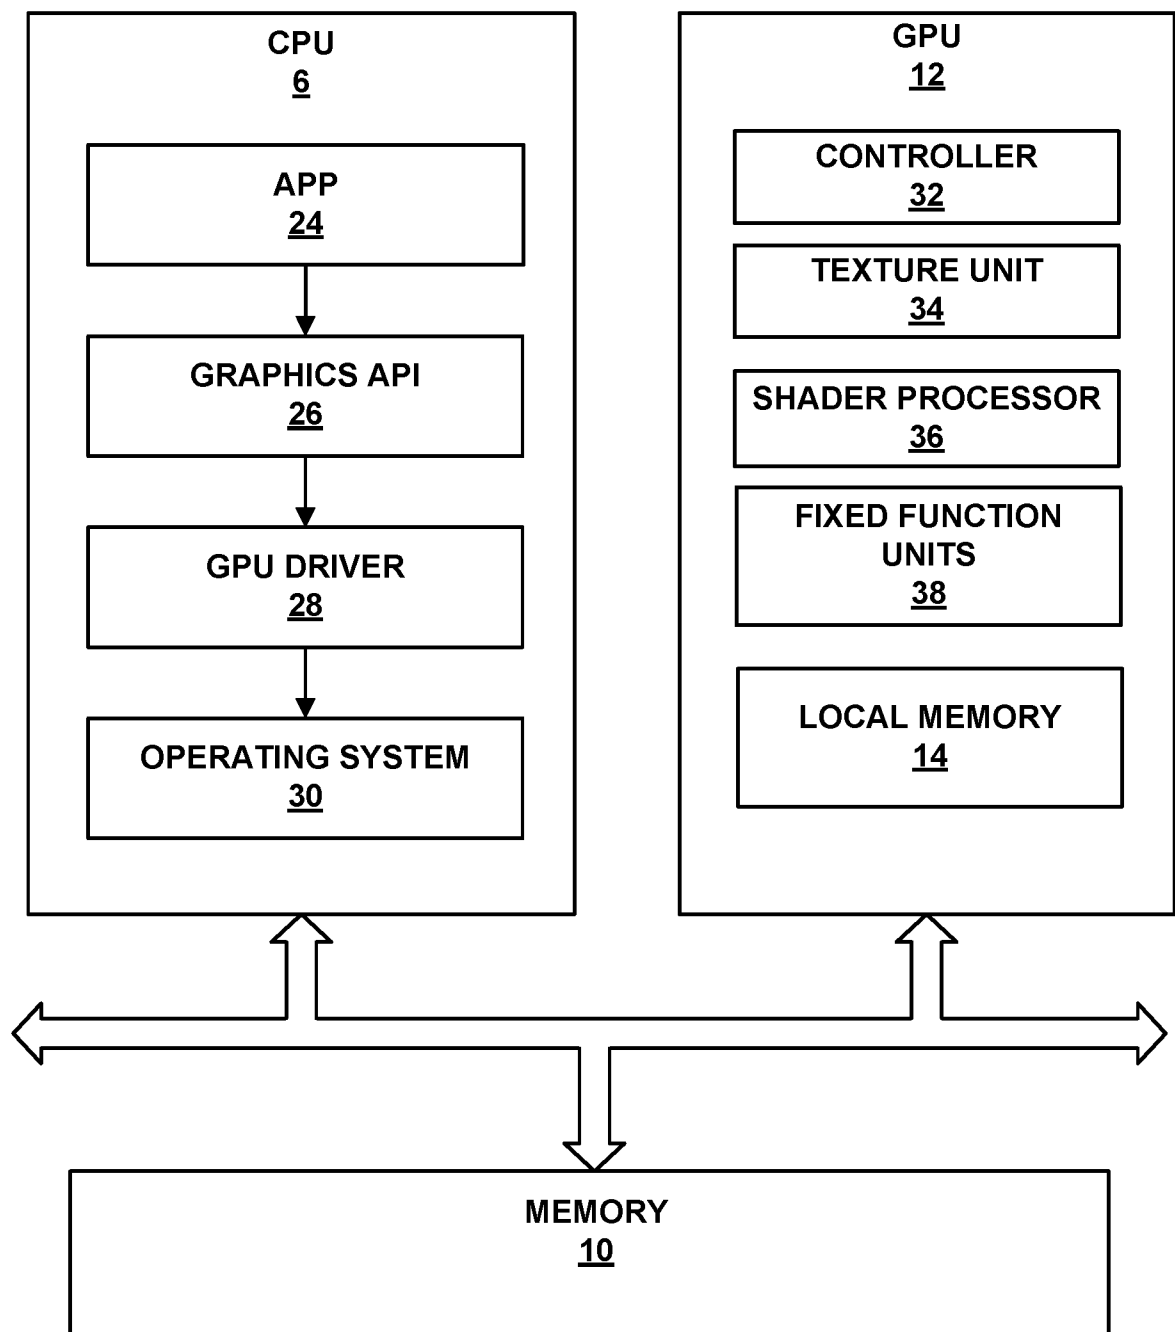 CPU
6
APP
24
GRAPHICS API
26
GPU DRIVER
28
OPERATING SYSTEM
30
GPU
12
CONTROLLER
32
TEXTURE UNIT
34
SHADER PROCESSOR
36
FIXED FUNCTION
UNITS
38
LOCAL MEMORY
14
MEMORY
10